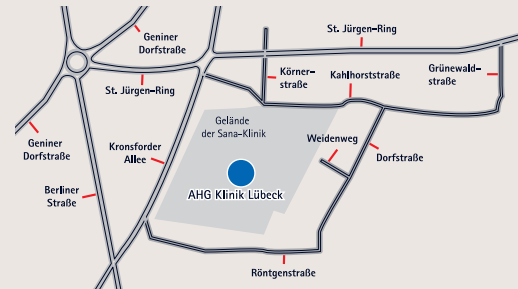 Geniner
Dorfstraße
St. Jürgen-Ring
St. Jürgen-Ring
Körner-
straße
Kahlhorststraße
Grünewald-
straße
Geniner
Dorfstraße
Kronsforder
Allee
Gelände
der Sana-Klinik
Weidenweg
Dorfstraße
Berliner
Straße
AHG Klinik Lübeck
Röntgenstraße